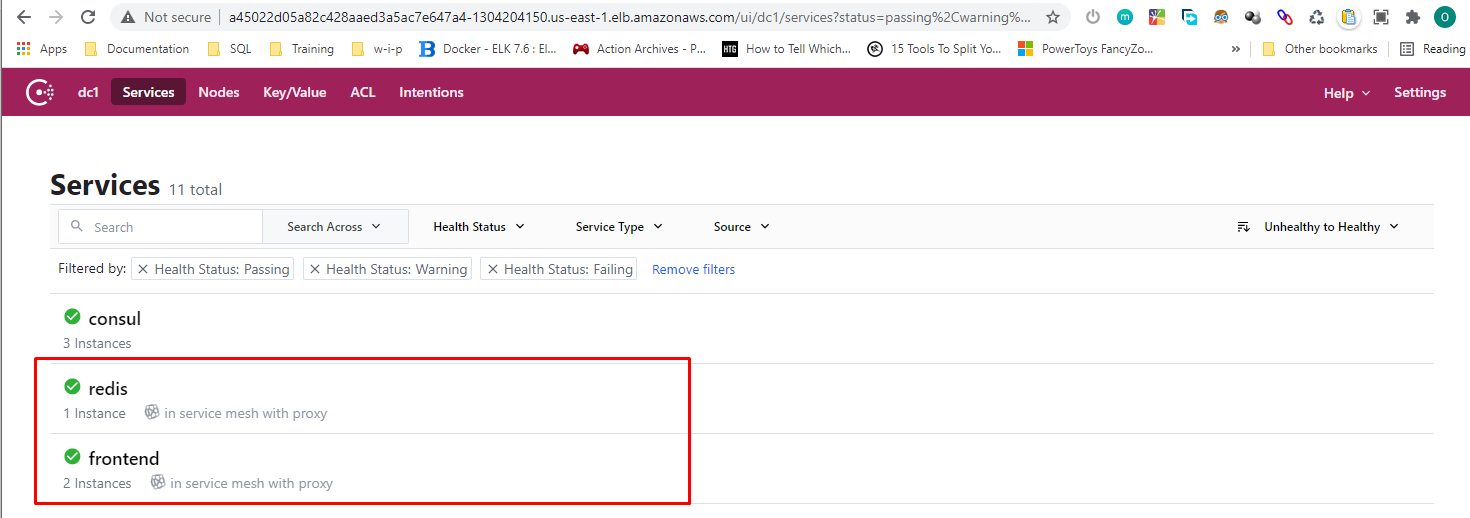 Not secure a45022d05a82c428aaed3a5ac7e647a4-1304204150.us-east-1.elb.amazonaws.com/ui/dc1/services?status=passing%2Cwarning%... m O
Apps Documentation SQL Training w-i-p Docker - ELK 7.6 : El... Action Archives - P... HTG How to Tell Which... 15 Tools To Split Yo... PowerToys FancyZo... » Other bookmarks Reading
dc1 Services Nodes Key/Value ACL Intentions Help Settings
Services 11 total
Search Search Across Health Status Service Type Source Unhealthy to Healthy
Filtered by: Health Status: Passing Health Status: Warning Health Status: Failing Remove filters
consul
3 Instances
redis
1 Instance in service mesh with proxy
frontend
2 Instances in service mesh with proxy